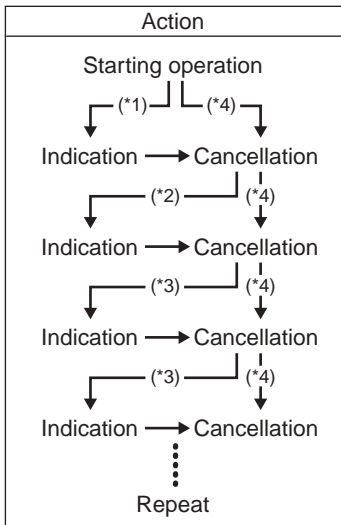 Action
Starting operation
(*1) (*4)
Indication Cancellation
(*2) (*4)
Indication Cancellation
(*3) (*4)
Indication Cancellation
(*3) (*4)
Indication Cancellation
Repeat